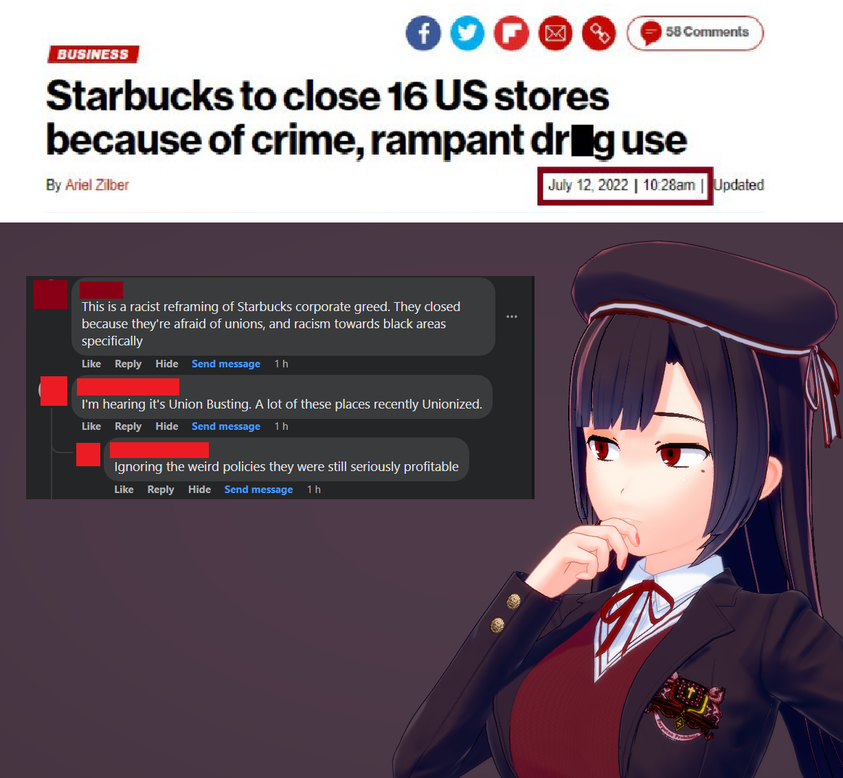 58 Comments
BUSINESS
Starbucks to close 16 US stores
because of crime, rampant dr█g use
By Ariel Zilber
July 12, 2022 | 10:28am | Updated
This is a racist reframing of Starbucks corporate greed. They closed
because they're afraid of unions, and racism towards black areas
specifically
Like Reply Hide Send message 1 h
I'm hearing it's Union Busting. A lot of these places recently Unionized.
Like Reply Hide Send message 1 h
Ignoring the weird policies they were still seriously profitable
Like Reply Hide Send message 1 h